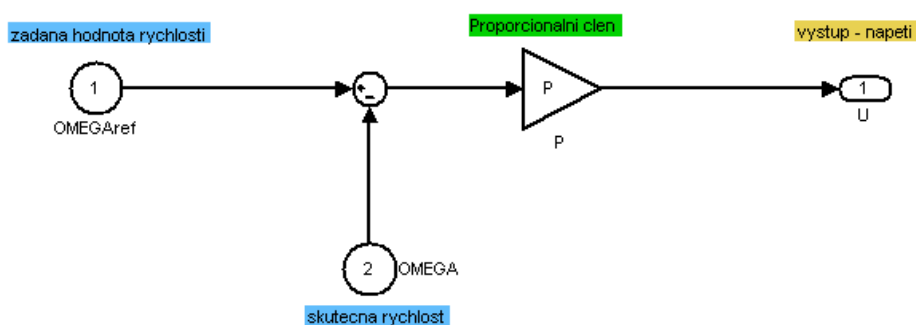 zadana hodnota rychlosti
Proporcionalni clen
vystup - napeti
1
OMEGAref
+
-
P
P
1
U
2
OMEGA
skutecna rychlost